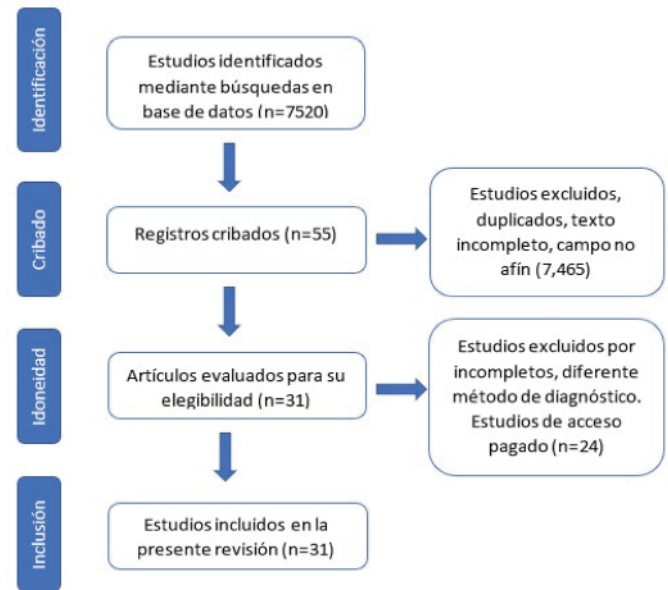 Identificación
Estudios identificados
mediante búsquedas en
base de datos (n=7520)
Cribado
Registros cribados (n=55)
Estudios excluidos,
duplicados, texto
incompleto, campo no
afín (7,465)
Idoneidad
Artículos evaluados para su
elegibilidad (n=31)
Estudios excluidos por
incompletos, diferente
método de diagnóstico.
Estudios de acceso
pagado (n=24)
Inclusión
Estudios incluidos en la
presente revisión (n=31)